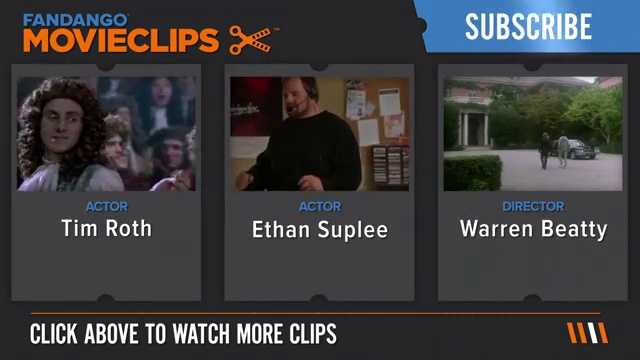 FANDANGO
MOVIECLIPS
SUBSCRIBE
ACTOR
Tim Roth
ACTOR
Ethan Suplee
DIRECTOR
Warren Beatty
CLICK ABOVE TO WATCH MORE CLIPS